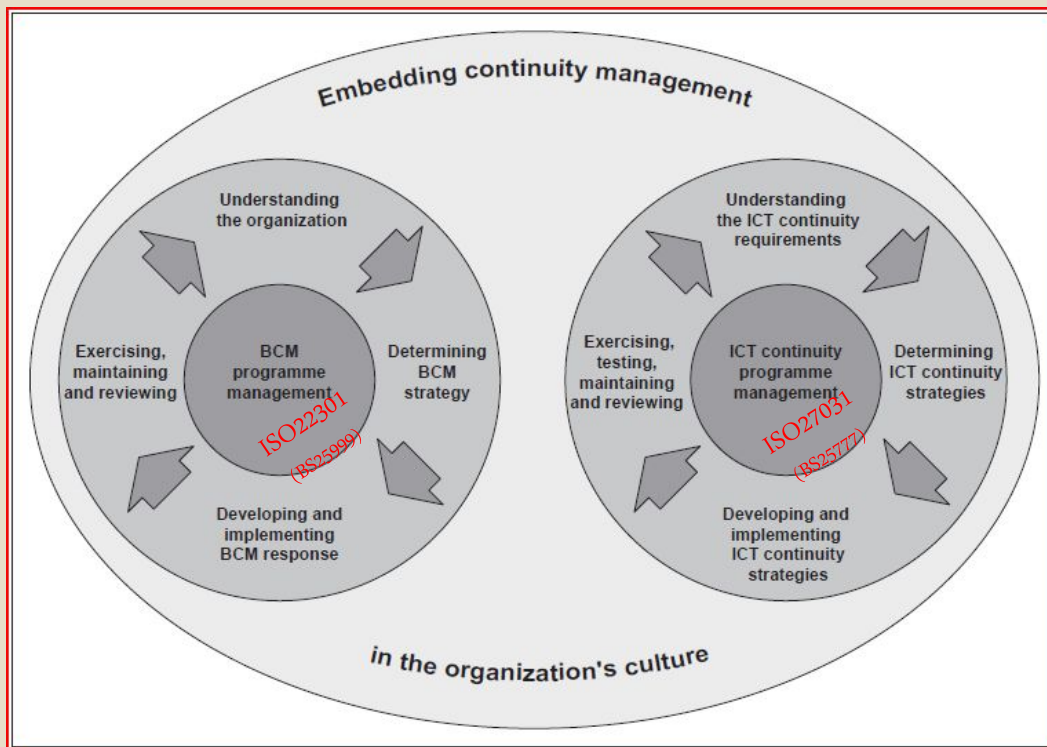 Embedding continuity management
Understanding
the organization
Exercising,
maintaining
and reviewing
BCM
programme
management
ISO22301
(BS25999)
Determining
BCM
strategy
Developing and
implementing
BCM response
Understanding
the ICT continuity
requirements
Exercising,
testing,
maintaining
and reviewing
ICT continuity
programme
management
ISO27031
(BS25777)
Determining
ICT continuity
strategies
Developing and
implementing
ICT continuity
strategies
in the organization's culture